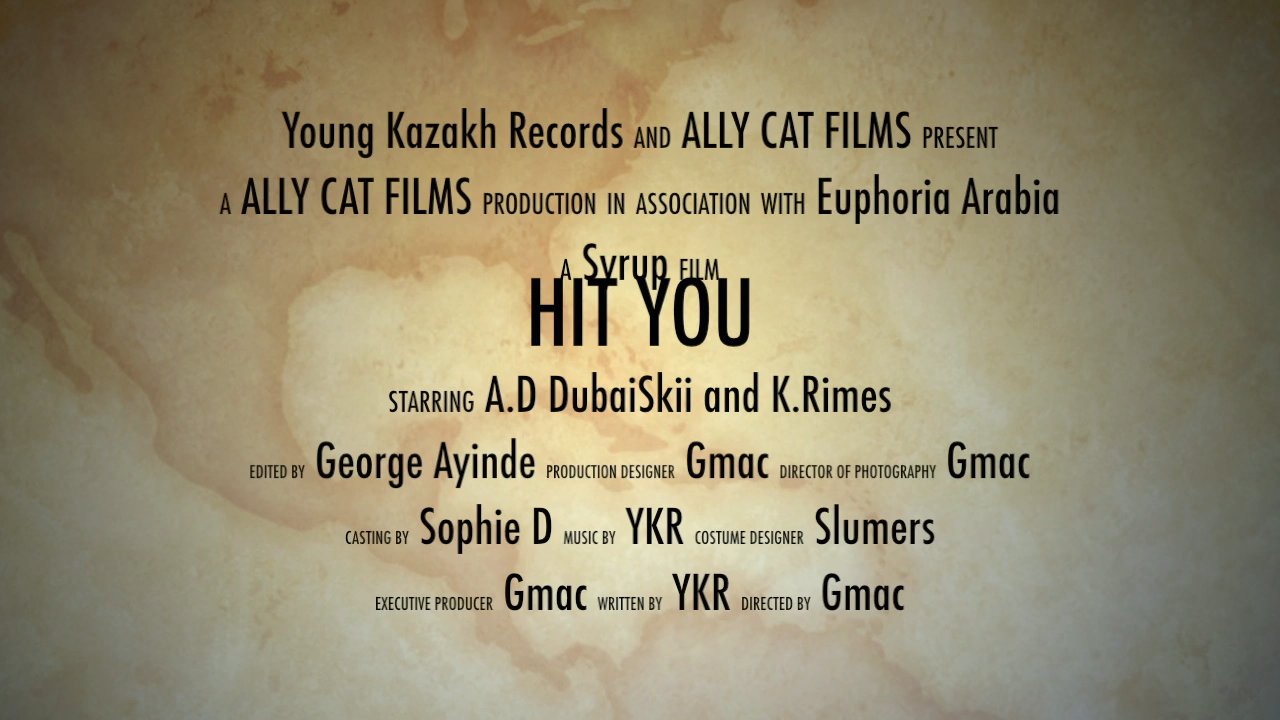 Young Kazakh Records AND ALLY CAT FILMS PRESENT
A ALLY CAT FILMS PRODUCTION IN ASSOCIATION WITH Euphoria Arabia
A Syrup FILM
HIT YOU
STARRING A.D DubaiSkii and K.Rimes
EDITED BY George Ayinde PRODUCTION DESIGNER Gmac DIRECTOR OF PHOTOGRAPHY Gmac
CASTING BY Sophie D MUSIC BY YKR COSTUME DESIGNER Slumers
EXECUTIVE PRODUCER Gmac WRITTEN BY YKR DIRECTED BY Gmac